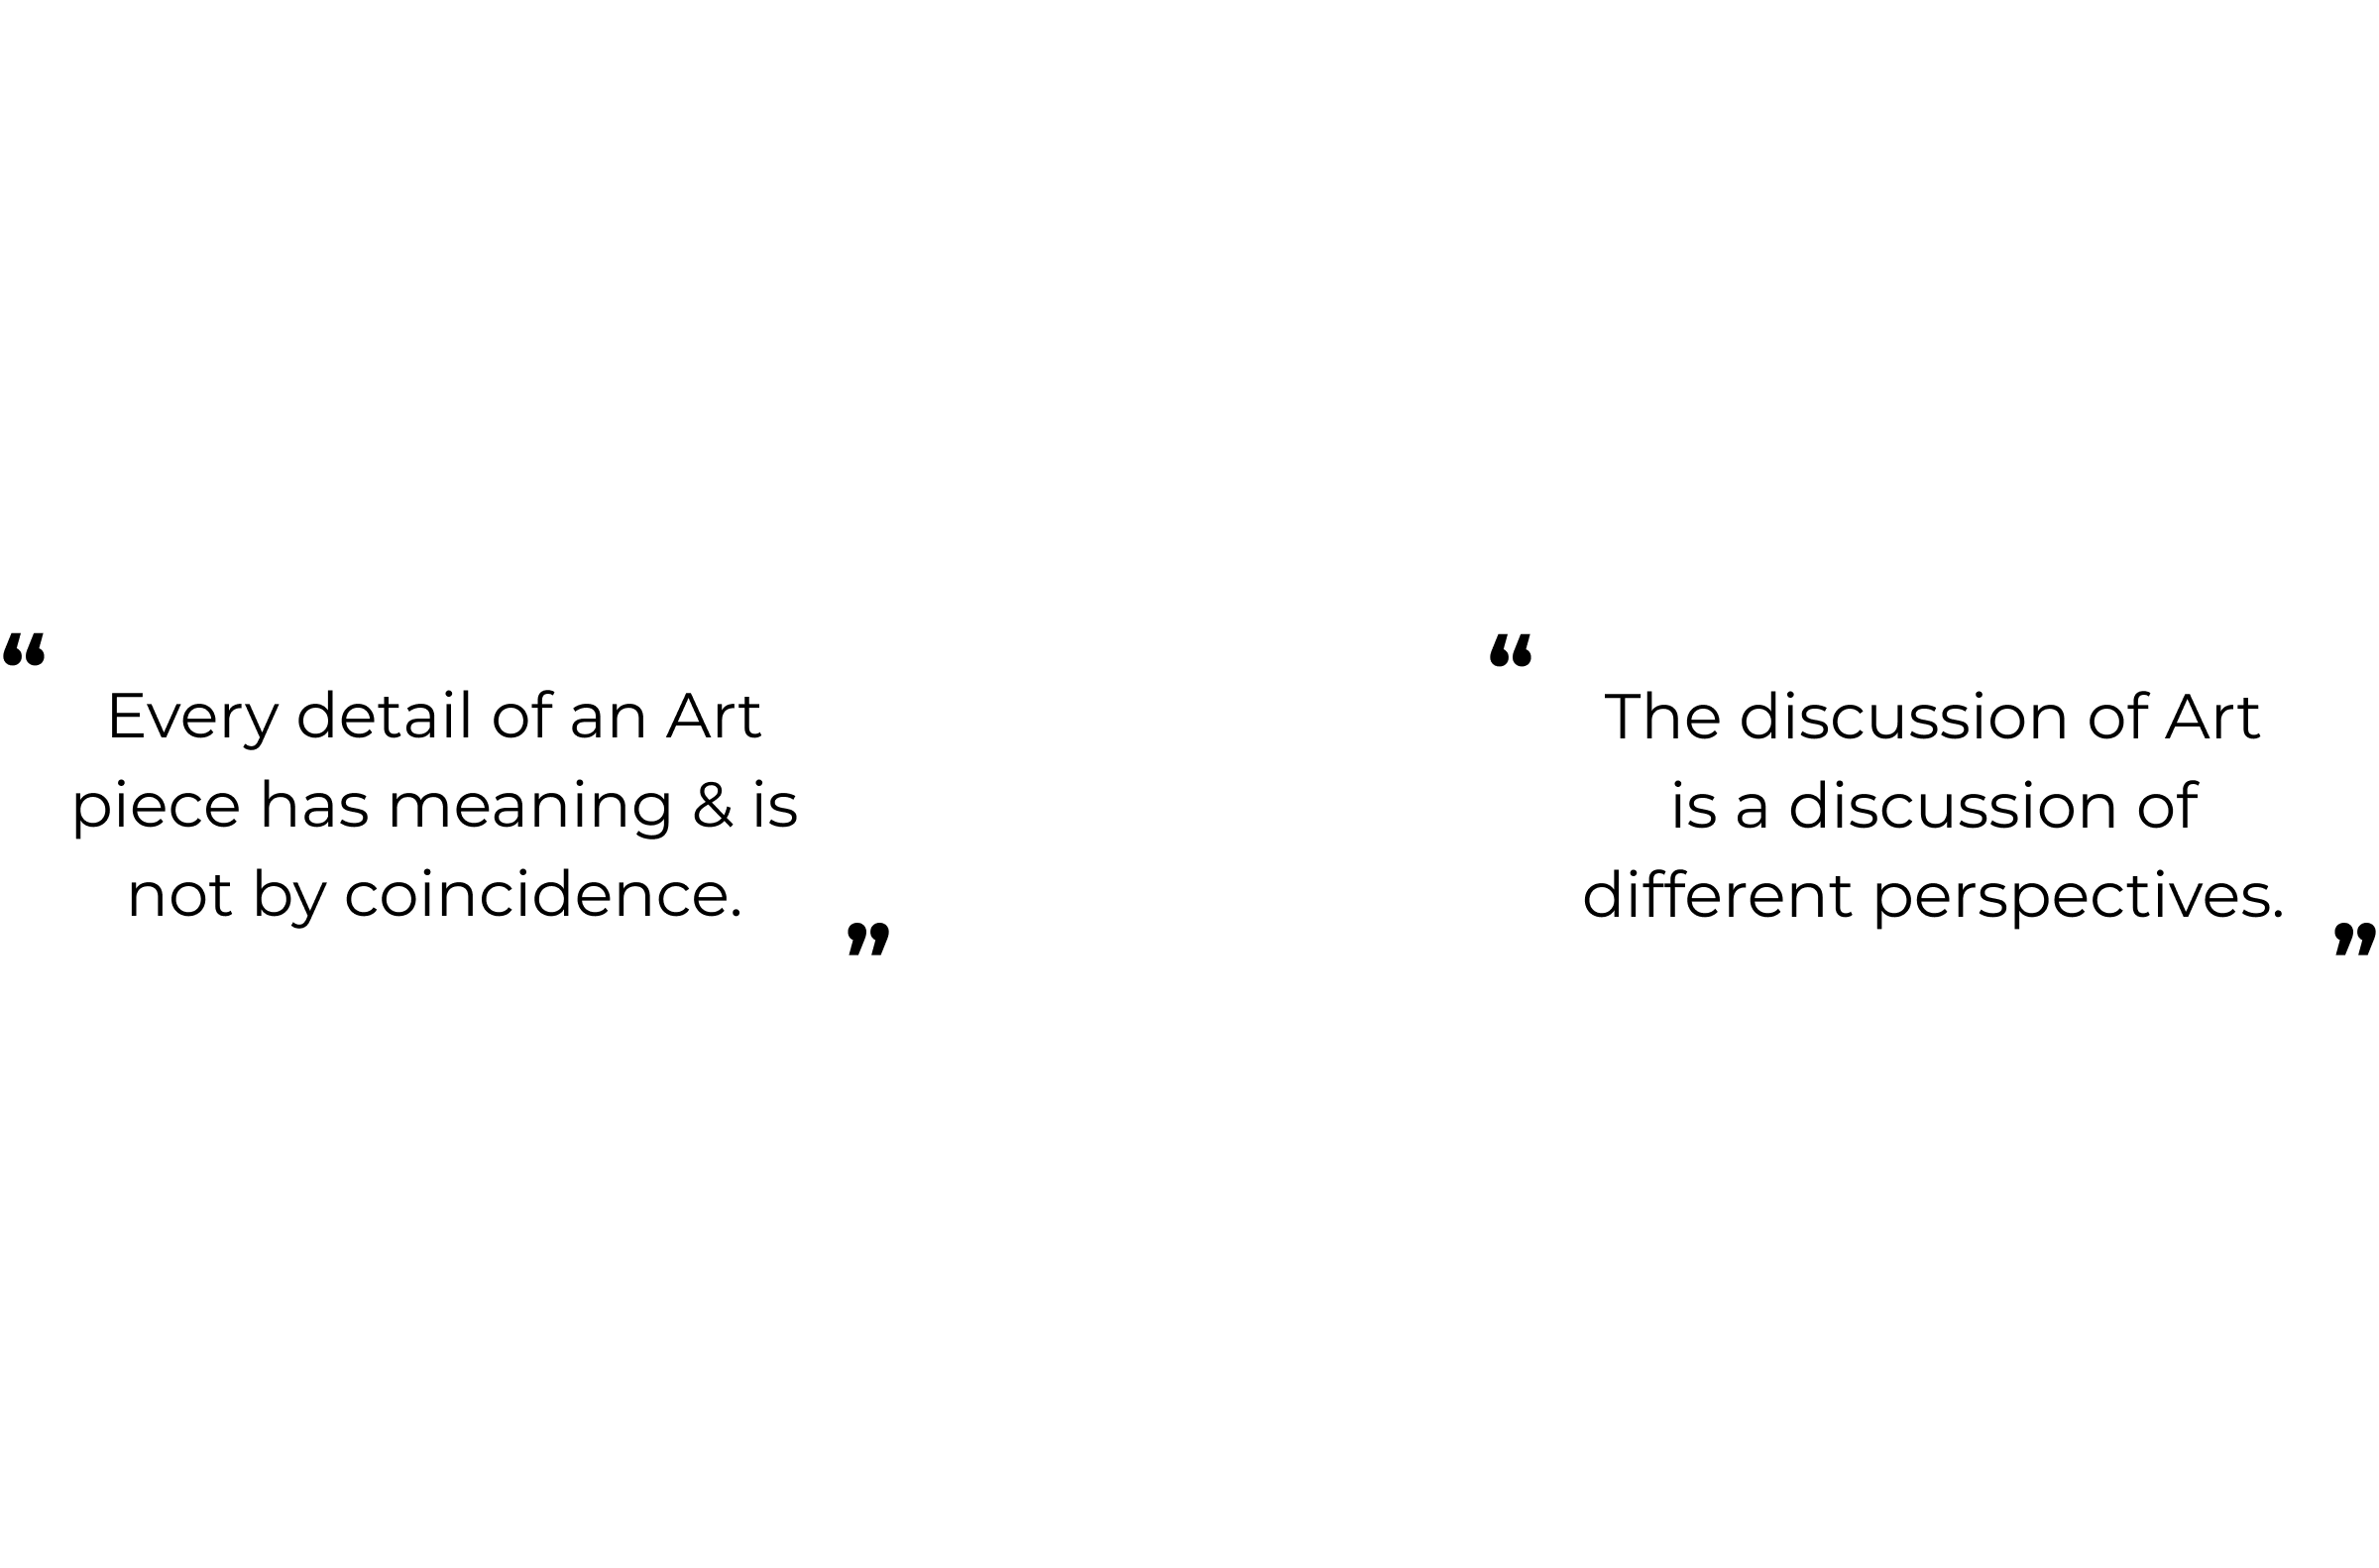 “
Every detail of an Art
piece has meaning & is
not by coincidence.
”
“
The discussion of Art
is a discussion of
different perspectives.
”